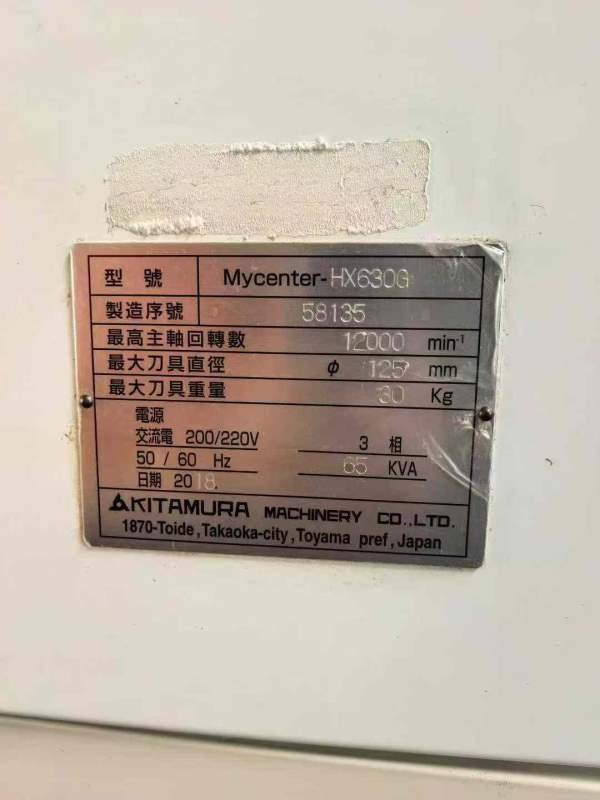 型號 Mycenter-HX630G
製造序號 58135
最高主軸回轉數 12000 min⁻¹
最大刀具直徑 φ 125 mm
最大刀具重量 30 Kg
電源
交流電 200/220V 3 相
50 / 60 Hz 65 KVA
日期 2018.
KITAMURA MACHINERY CO.,LTD.
1870-Toide, Takaoka-city, Toyama pref, Japan